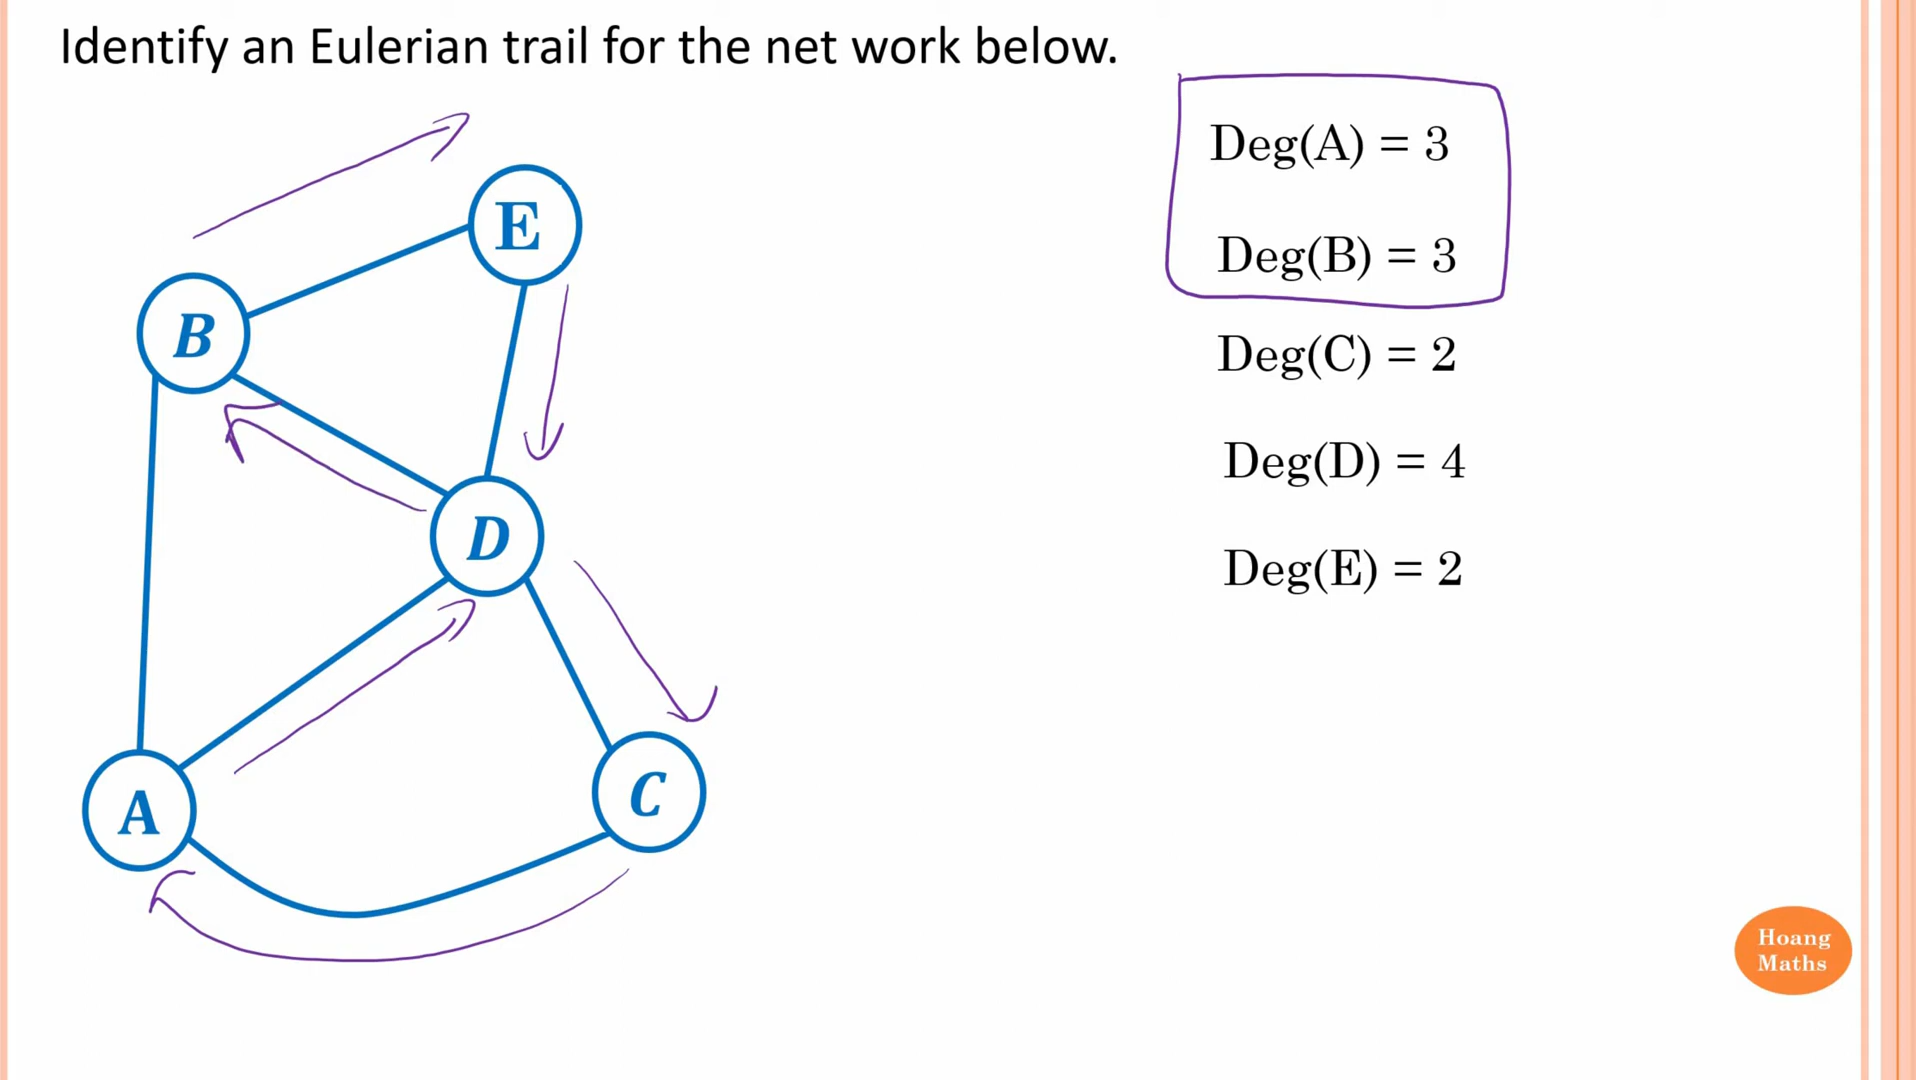 Identify an Eulerian trail for the net work below.
Deg(A) = 3
Deg(B) = 3
Deg(C) = 2
Deg(D) = 4
Deg(E) = 2
E
B
D
A
C
Hoang
Maths